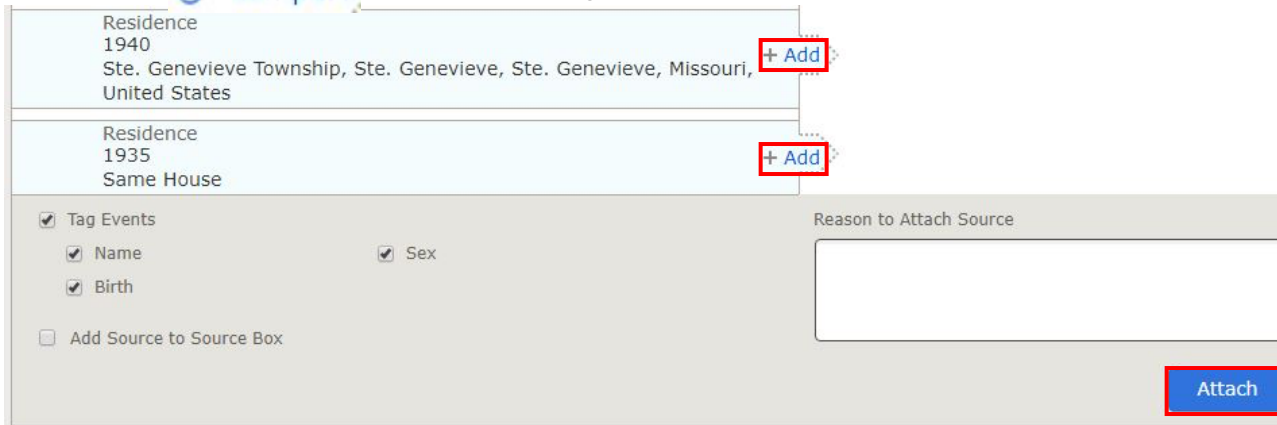 Residence
1940
Ste. Genevieve Township, Ste. Genevieve, Ste. Genevieve, Missouri,
United States
+ Add
Residence
1935
Same House
+ Add
Tag Events
Reason to Attach Source
Name
Sex
Birth
Add Source to Source Box
Attach